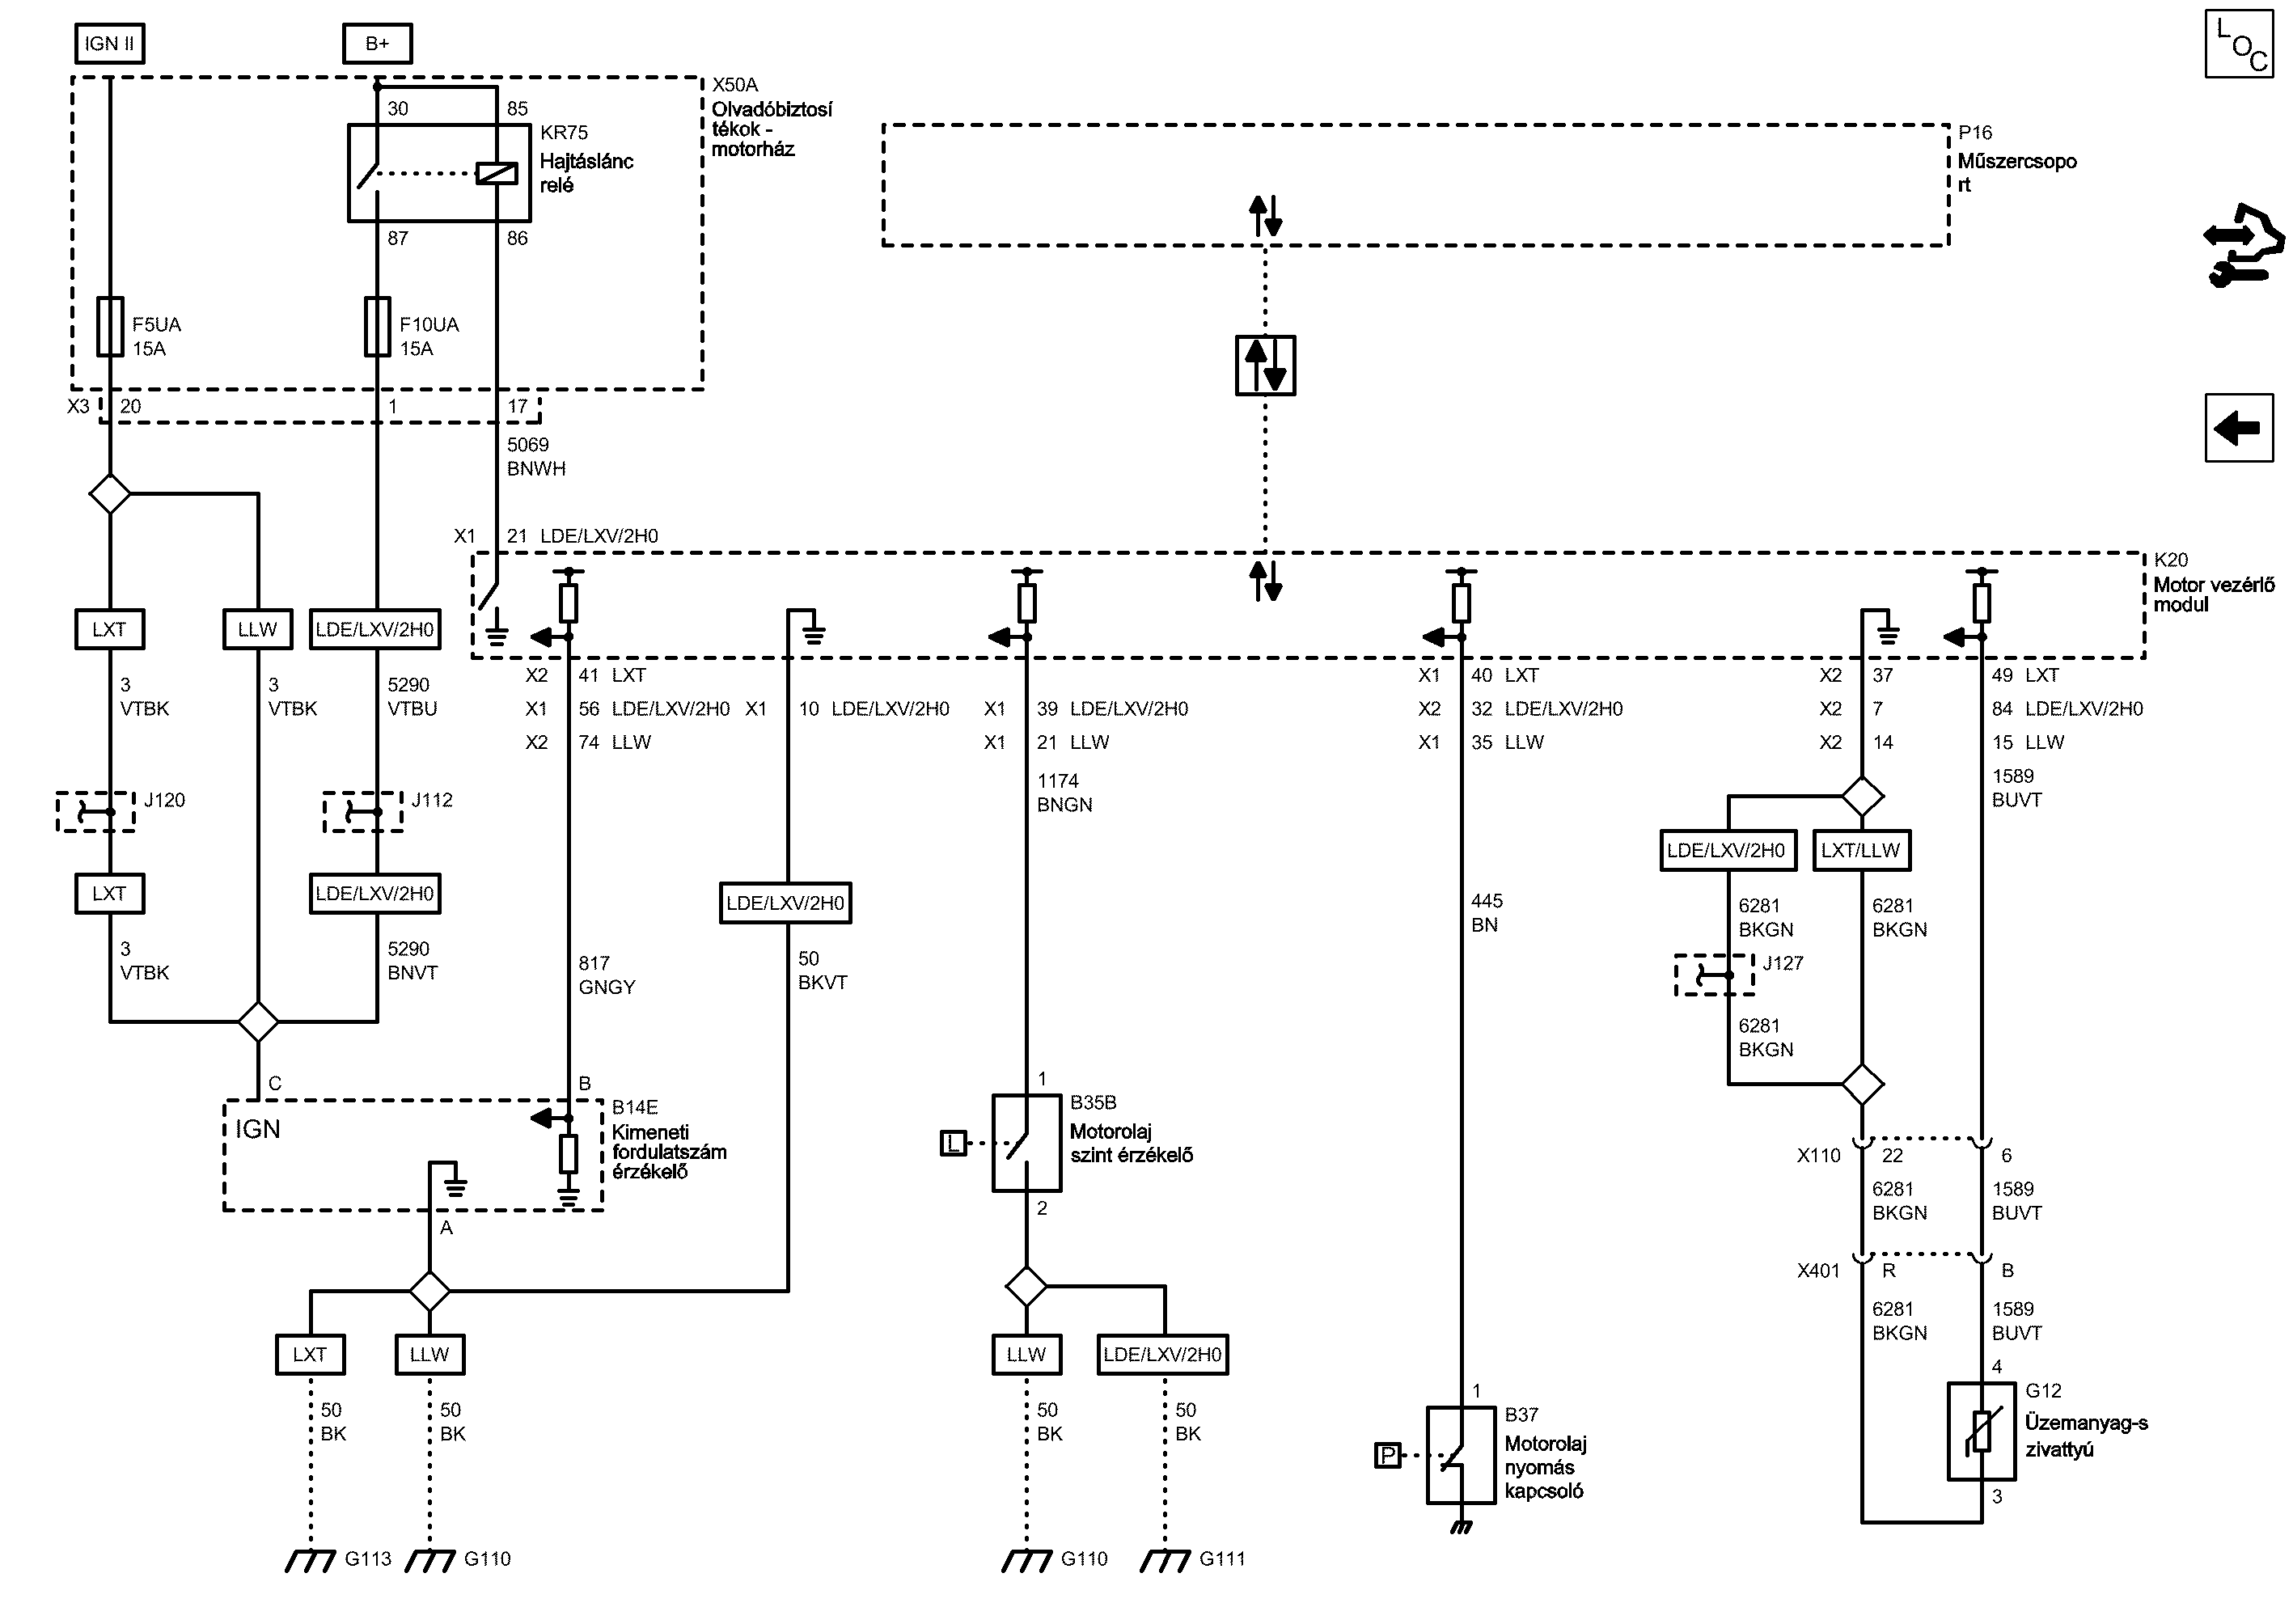 IGN II
B+
LOC
X50A
Olvadóbiztosí
tékok -
motorház
30
85
KR75
Hajtáslánc
relé
87
86
P16
Műszercsopo
rt
F5UA
15A
F10UA
15A
X3
20
1
17
5069
BNWH
X1
21
LDE/LXV/2H0
K20
Motor vezérlő
modul
LXT
LLW
LDE/LXV/2H0
3
VTBK
3
VTBK
5290
VTBU
X2 41 LXT
X1 56 LDE/LXV/2H0
X2 74 LLW
X1 10 LDE/LXV/2H0
X1 39 LDE/LXV/2H0
X1 21 LLW
X1 40 LXT
X2 32 LDE/LXV/2H0
X1 35 LLW
X2 37
X2 7
X2 14
49 LXT
84 LDE/LXV/2H0
15 LLW
1174
BNGN
1589
BUVT
J120
J112
LDE/LXV/2H0
LXT/LLW
LXT
LDE/LXV/2H0
LDE/LXV/2H0
445
BN
6281
BKGN
6281
BKGN
3
VTBK
5290
BNVT
817
GNGY
50
BKVT
J127
6281
BKGN
C
B
1
IGN
B14E
Kimeneti
fordulatszám
érzékelő
L
B35B
Motorolaj
szint érzékelő
X110
22
6
6281
BKGN
1589
BUVT
A
2
X401
R
B
6281
BKGN
1589
BUVT
LXT
LLW
LLW
LDE/LXV/2H0
50
BK
50
BK
50
BK
50
BK
1
P
B37
Motorolaj
nyomás
kapcsoló
4
G12
Üzemanyag-s
zivattyú
3
G113
G110
G110
G111